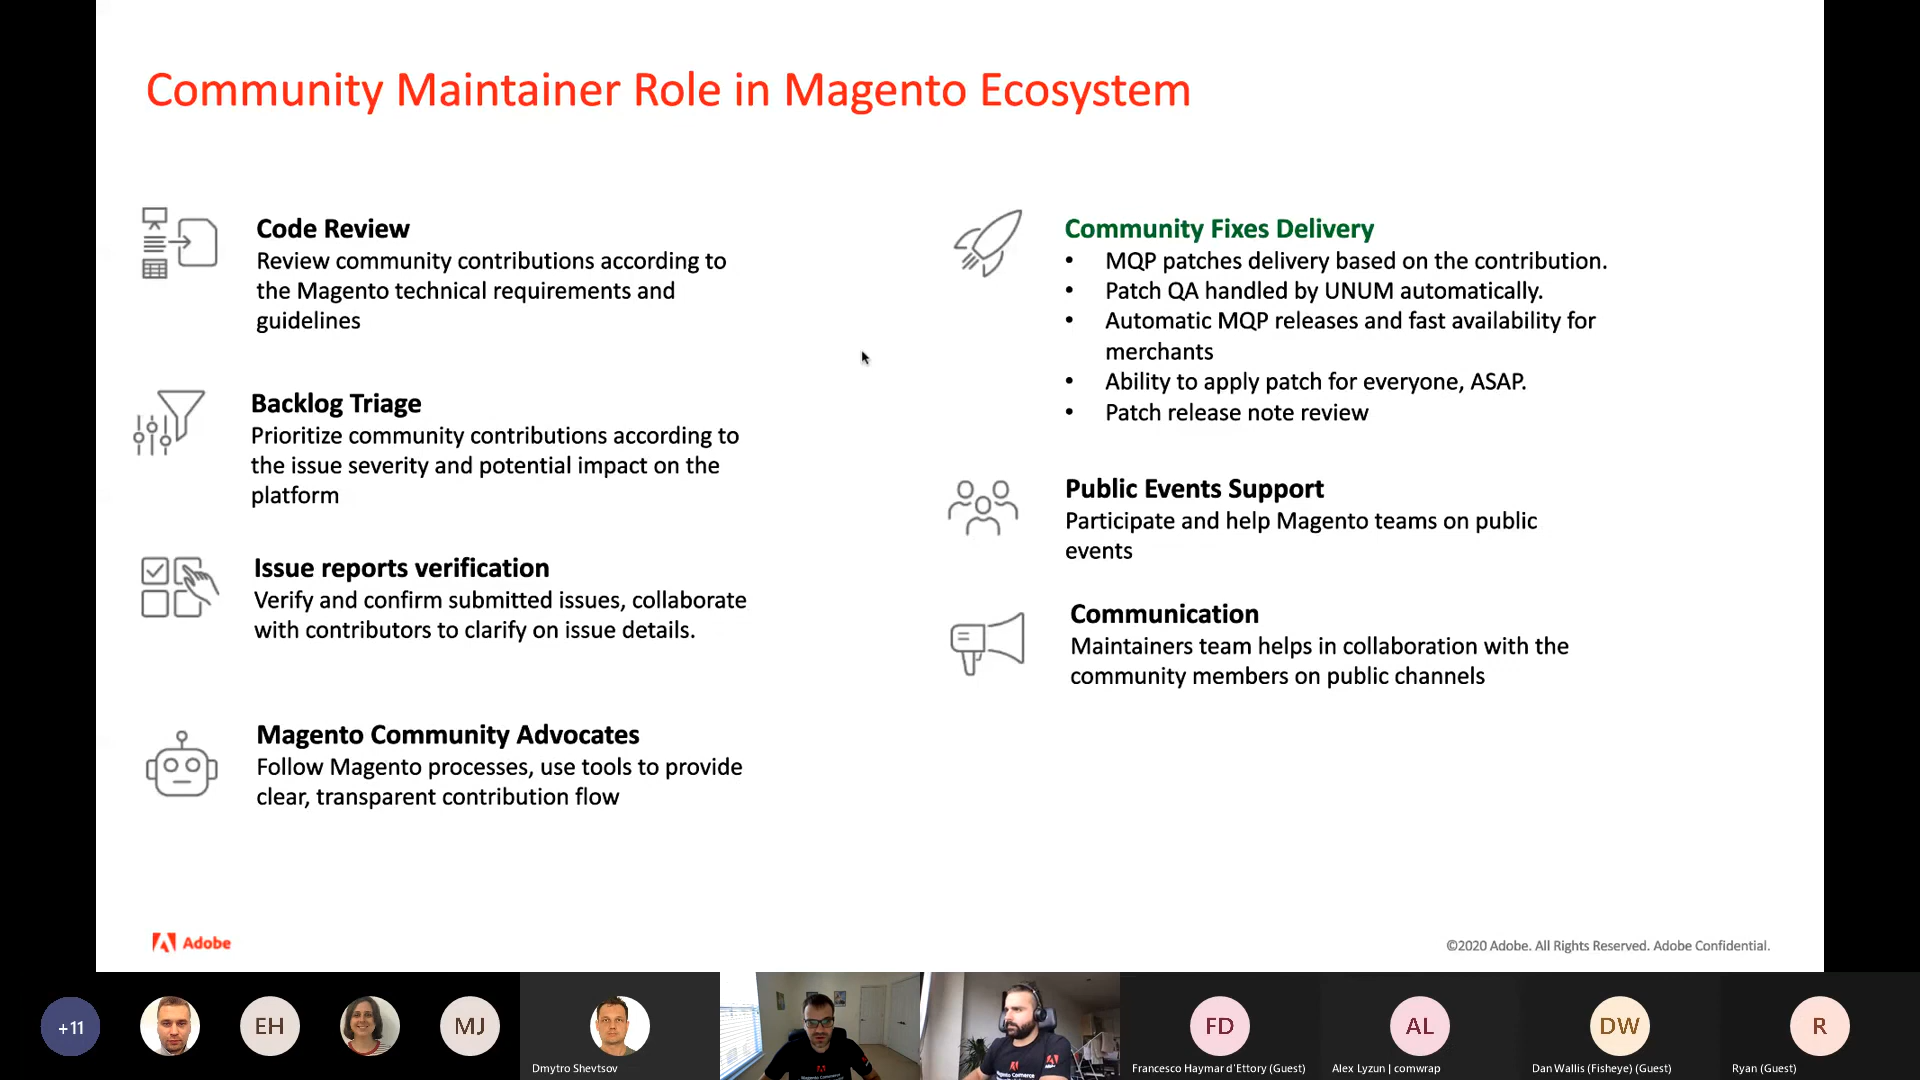 Community Maintainer Role in Magento Ecosystem
Code Review
Review community contributions according to
the Magento technical requirements and
guidelines
Backlog Triage
Prioritize community contributions according to
the issue severity and potential impact on the
platform
Issue reports verification
Verify and confirm submitted issues, collaborate
with contributors to clarify on issue details.
Magento Community Advocates
Follow Magento processes, use tools to provide
clear, transparent contribution flow
Community Fixes Delivery
• MQP patches delivery based on the contribution.
• Patch QA handled by UNUM automatically.
• Automatic MQP releases and fast availability for
merchants
• Ability to apply patch for everyone, ASAP.
• Patch release note review
Public Events Support
Participate and help Magento teams on public
events
Communication
Maintainers team helps in collaboration with the
community members on public channels
Adobe
©2020 Adobe. All Rights Reserved. Adobe Confidential.
+11
EH
MJ
Dmytro Shevtsov
Magento Commerce
FD
Francesco Haymar d'Ettory (Guest)
AL
Alex Lyzun | comwrap
DW
Dan Wallis (Fisheye) (Guest)
R
Ryan (Guest)